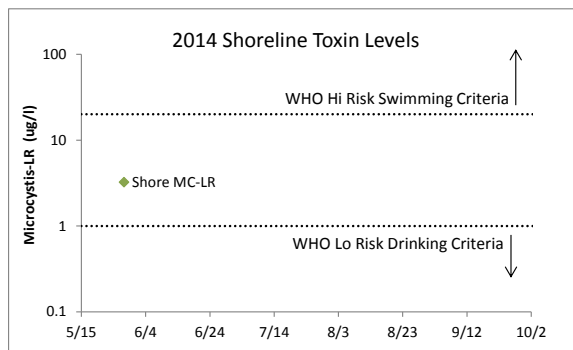 2014 Shoreline Toxin Levels
100
10
1
0.1
Microcystis-LR (ug/l)
WHO Hi Risk Swimming Criteria
Shore MC-LR
WHO Lo Risk Drinking Criteria
5/15 6/4 6/24 7/14 8/3 8/23 9/12 10/2